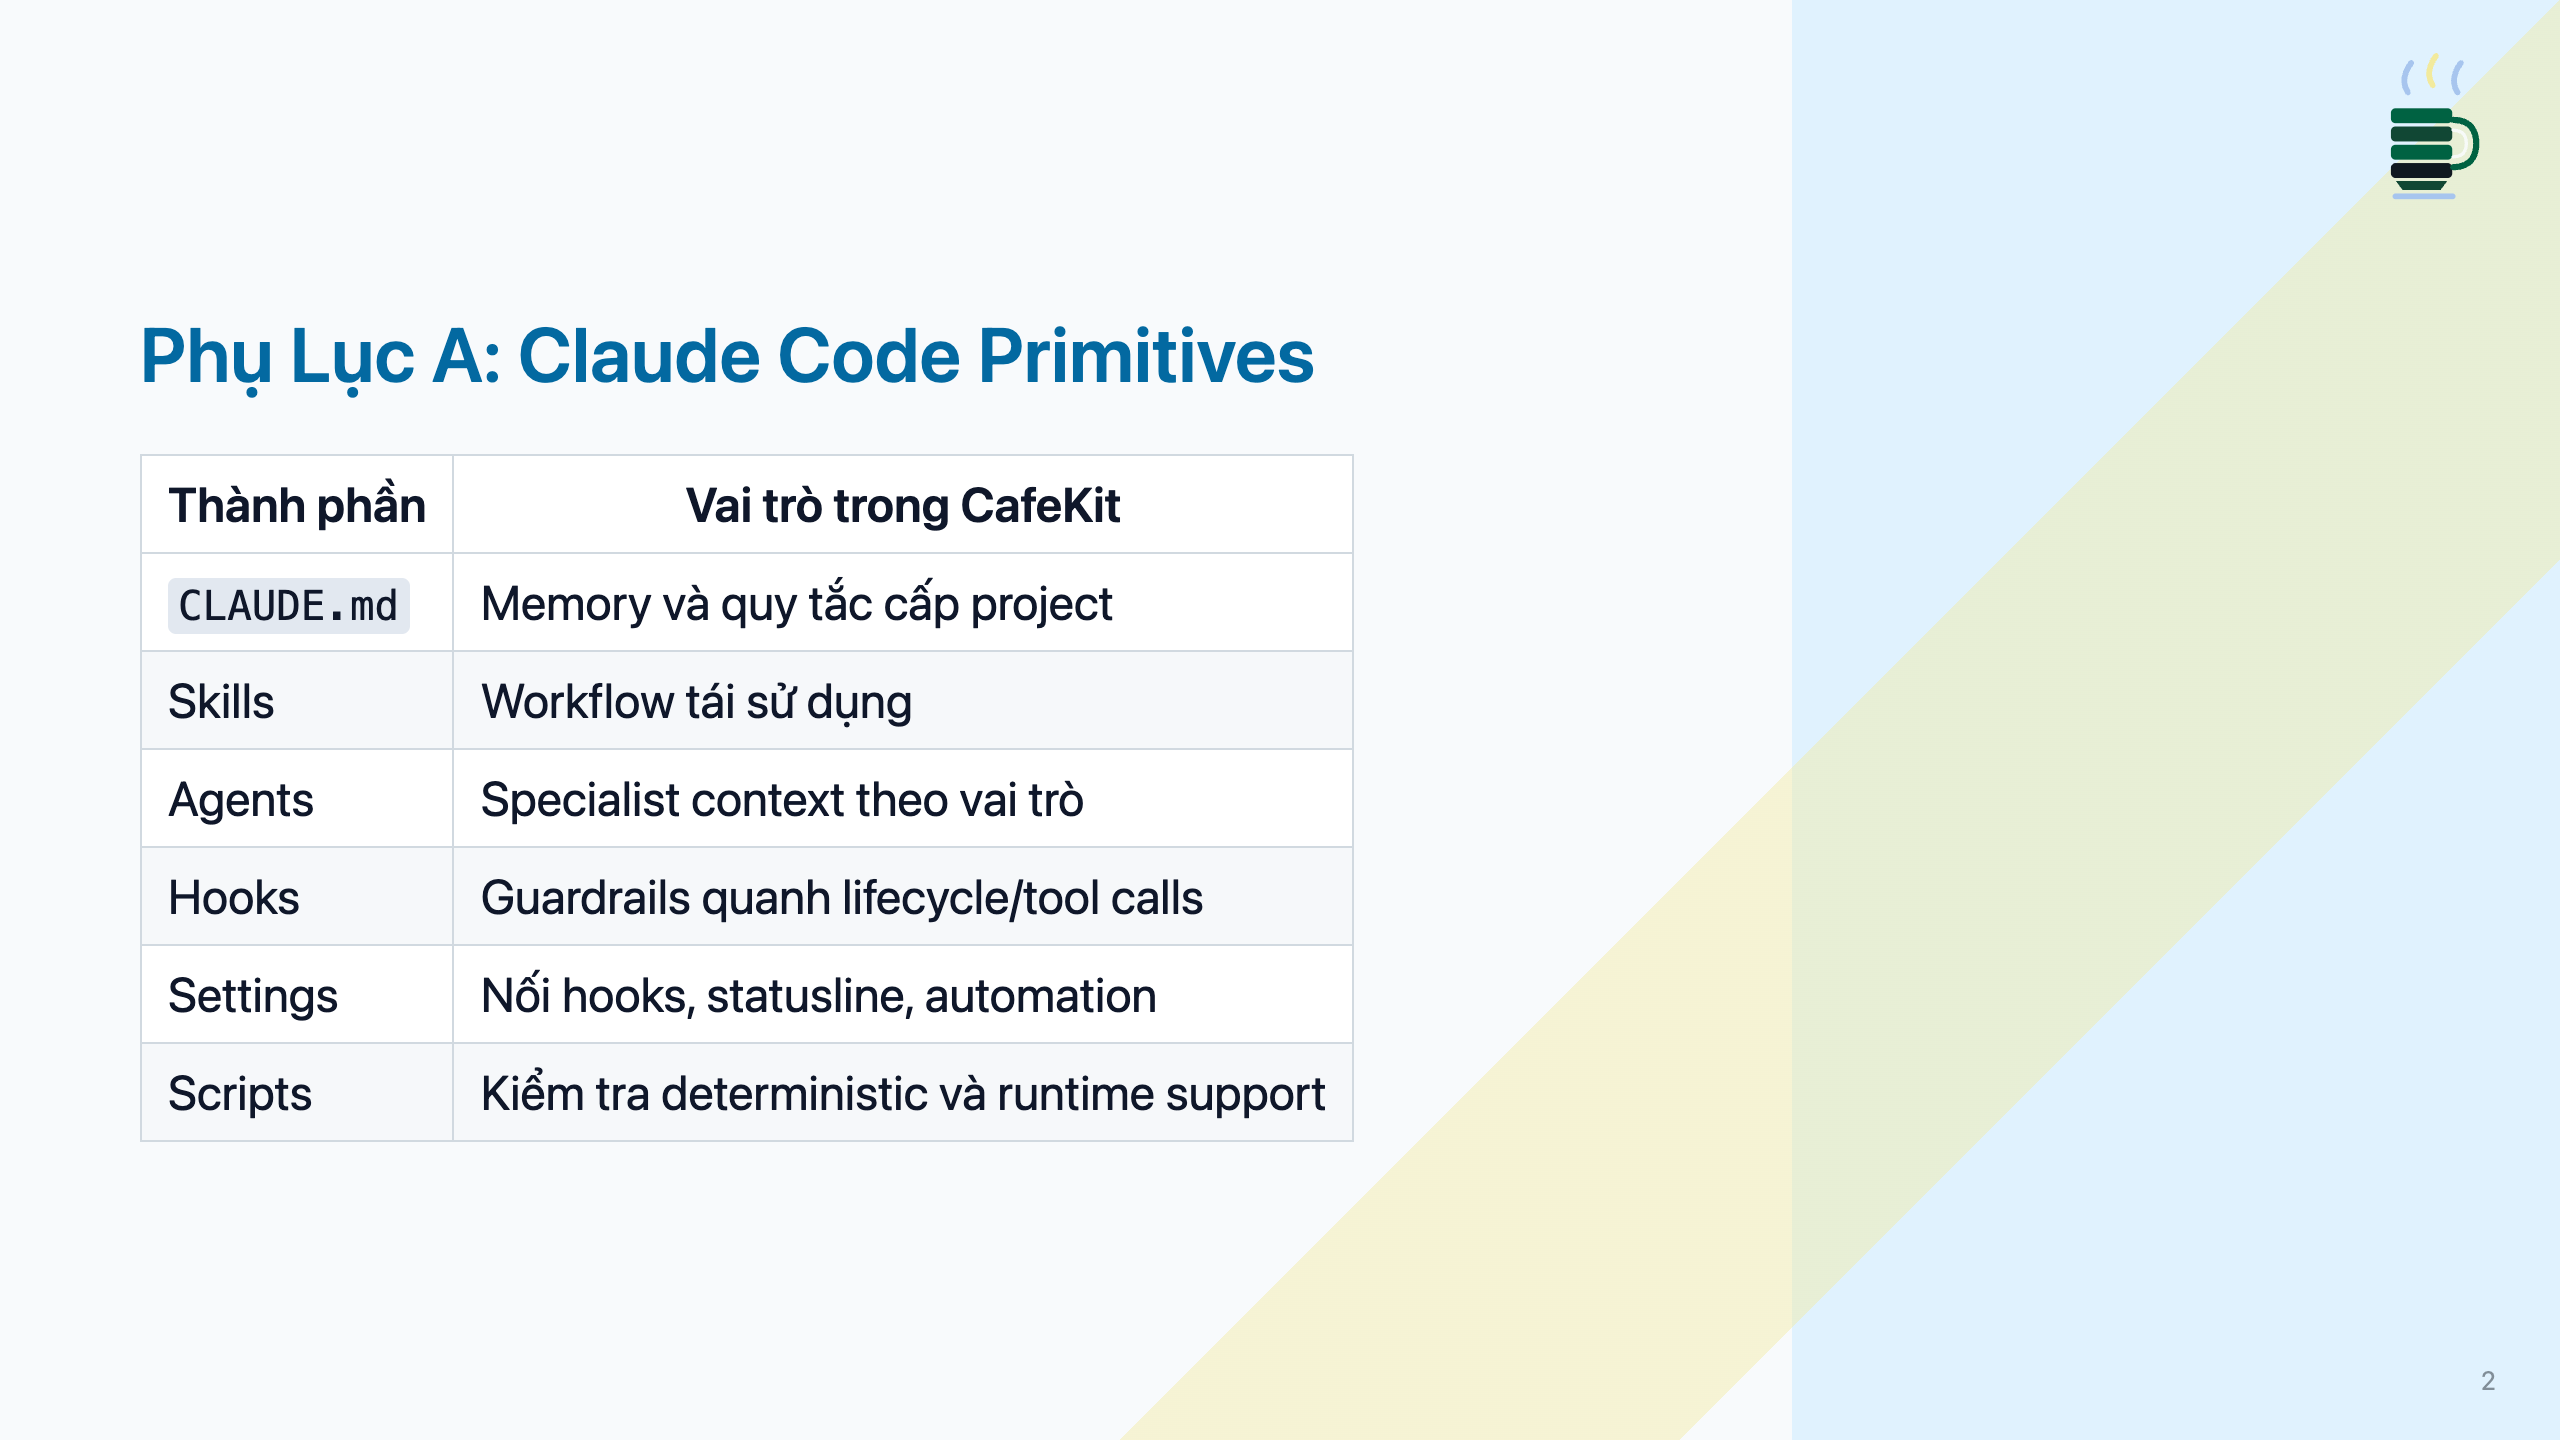 Phụ Lục A: Claude Code Primitives
Thành phần
Vai trò trong CafeKit
CLAUDE.md
Memory và quy tắc cấp project
Skills
Workflow tái sử dụng
Agents
Specialist context theo vai trò
Hooks
Guardrails quanh lifecycle/tool calls
Settings
Nối hooks, statusline, automation
Scripts
Kiểm tra deterministic và runtime support
2